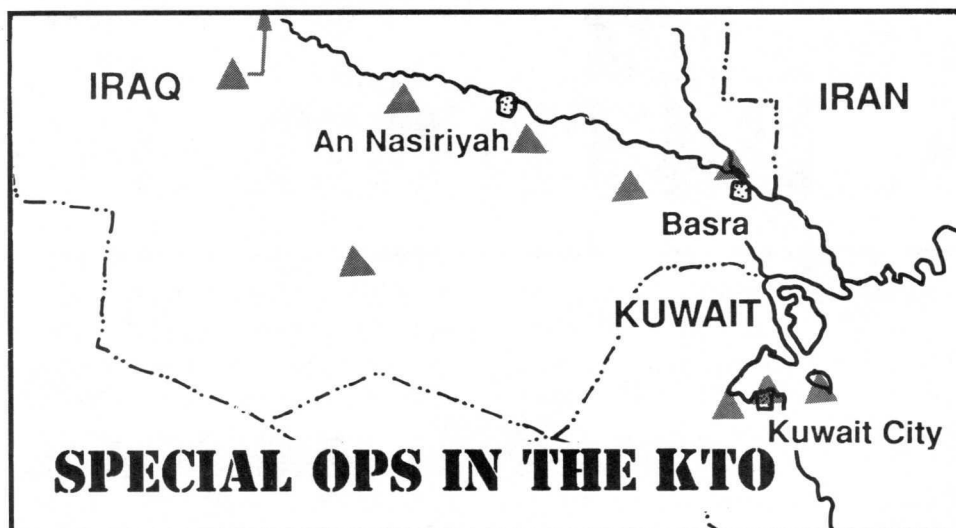 IRAQ
IRAN
An Nasiriyah
Basra
KUWAIT
Kuwait City
SPECIAL OPS IN THE KTO